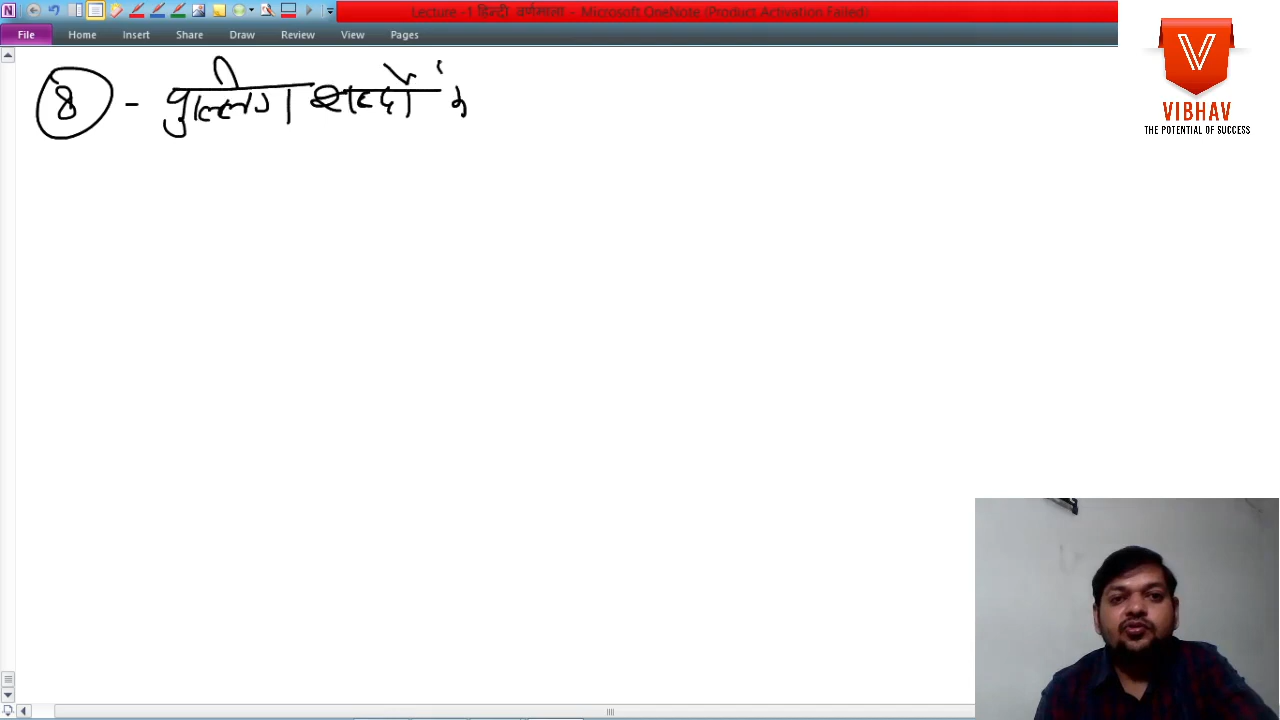 Lecture -1 हिन्दी वर्णमाला - Microsoft OneNote (Product Activation Failed)
File Home Insert Share Draw Review View Pages
8 - पुल्लिंग शब्दों
VIBHAV
THE POTENTIAL OF SUCCESS